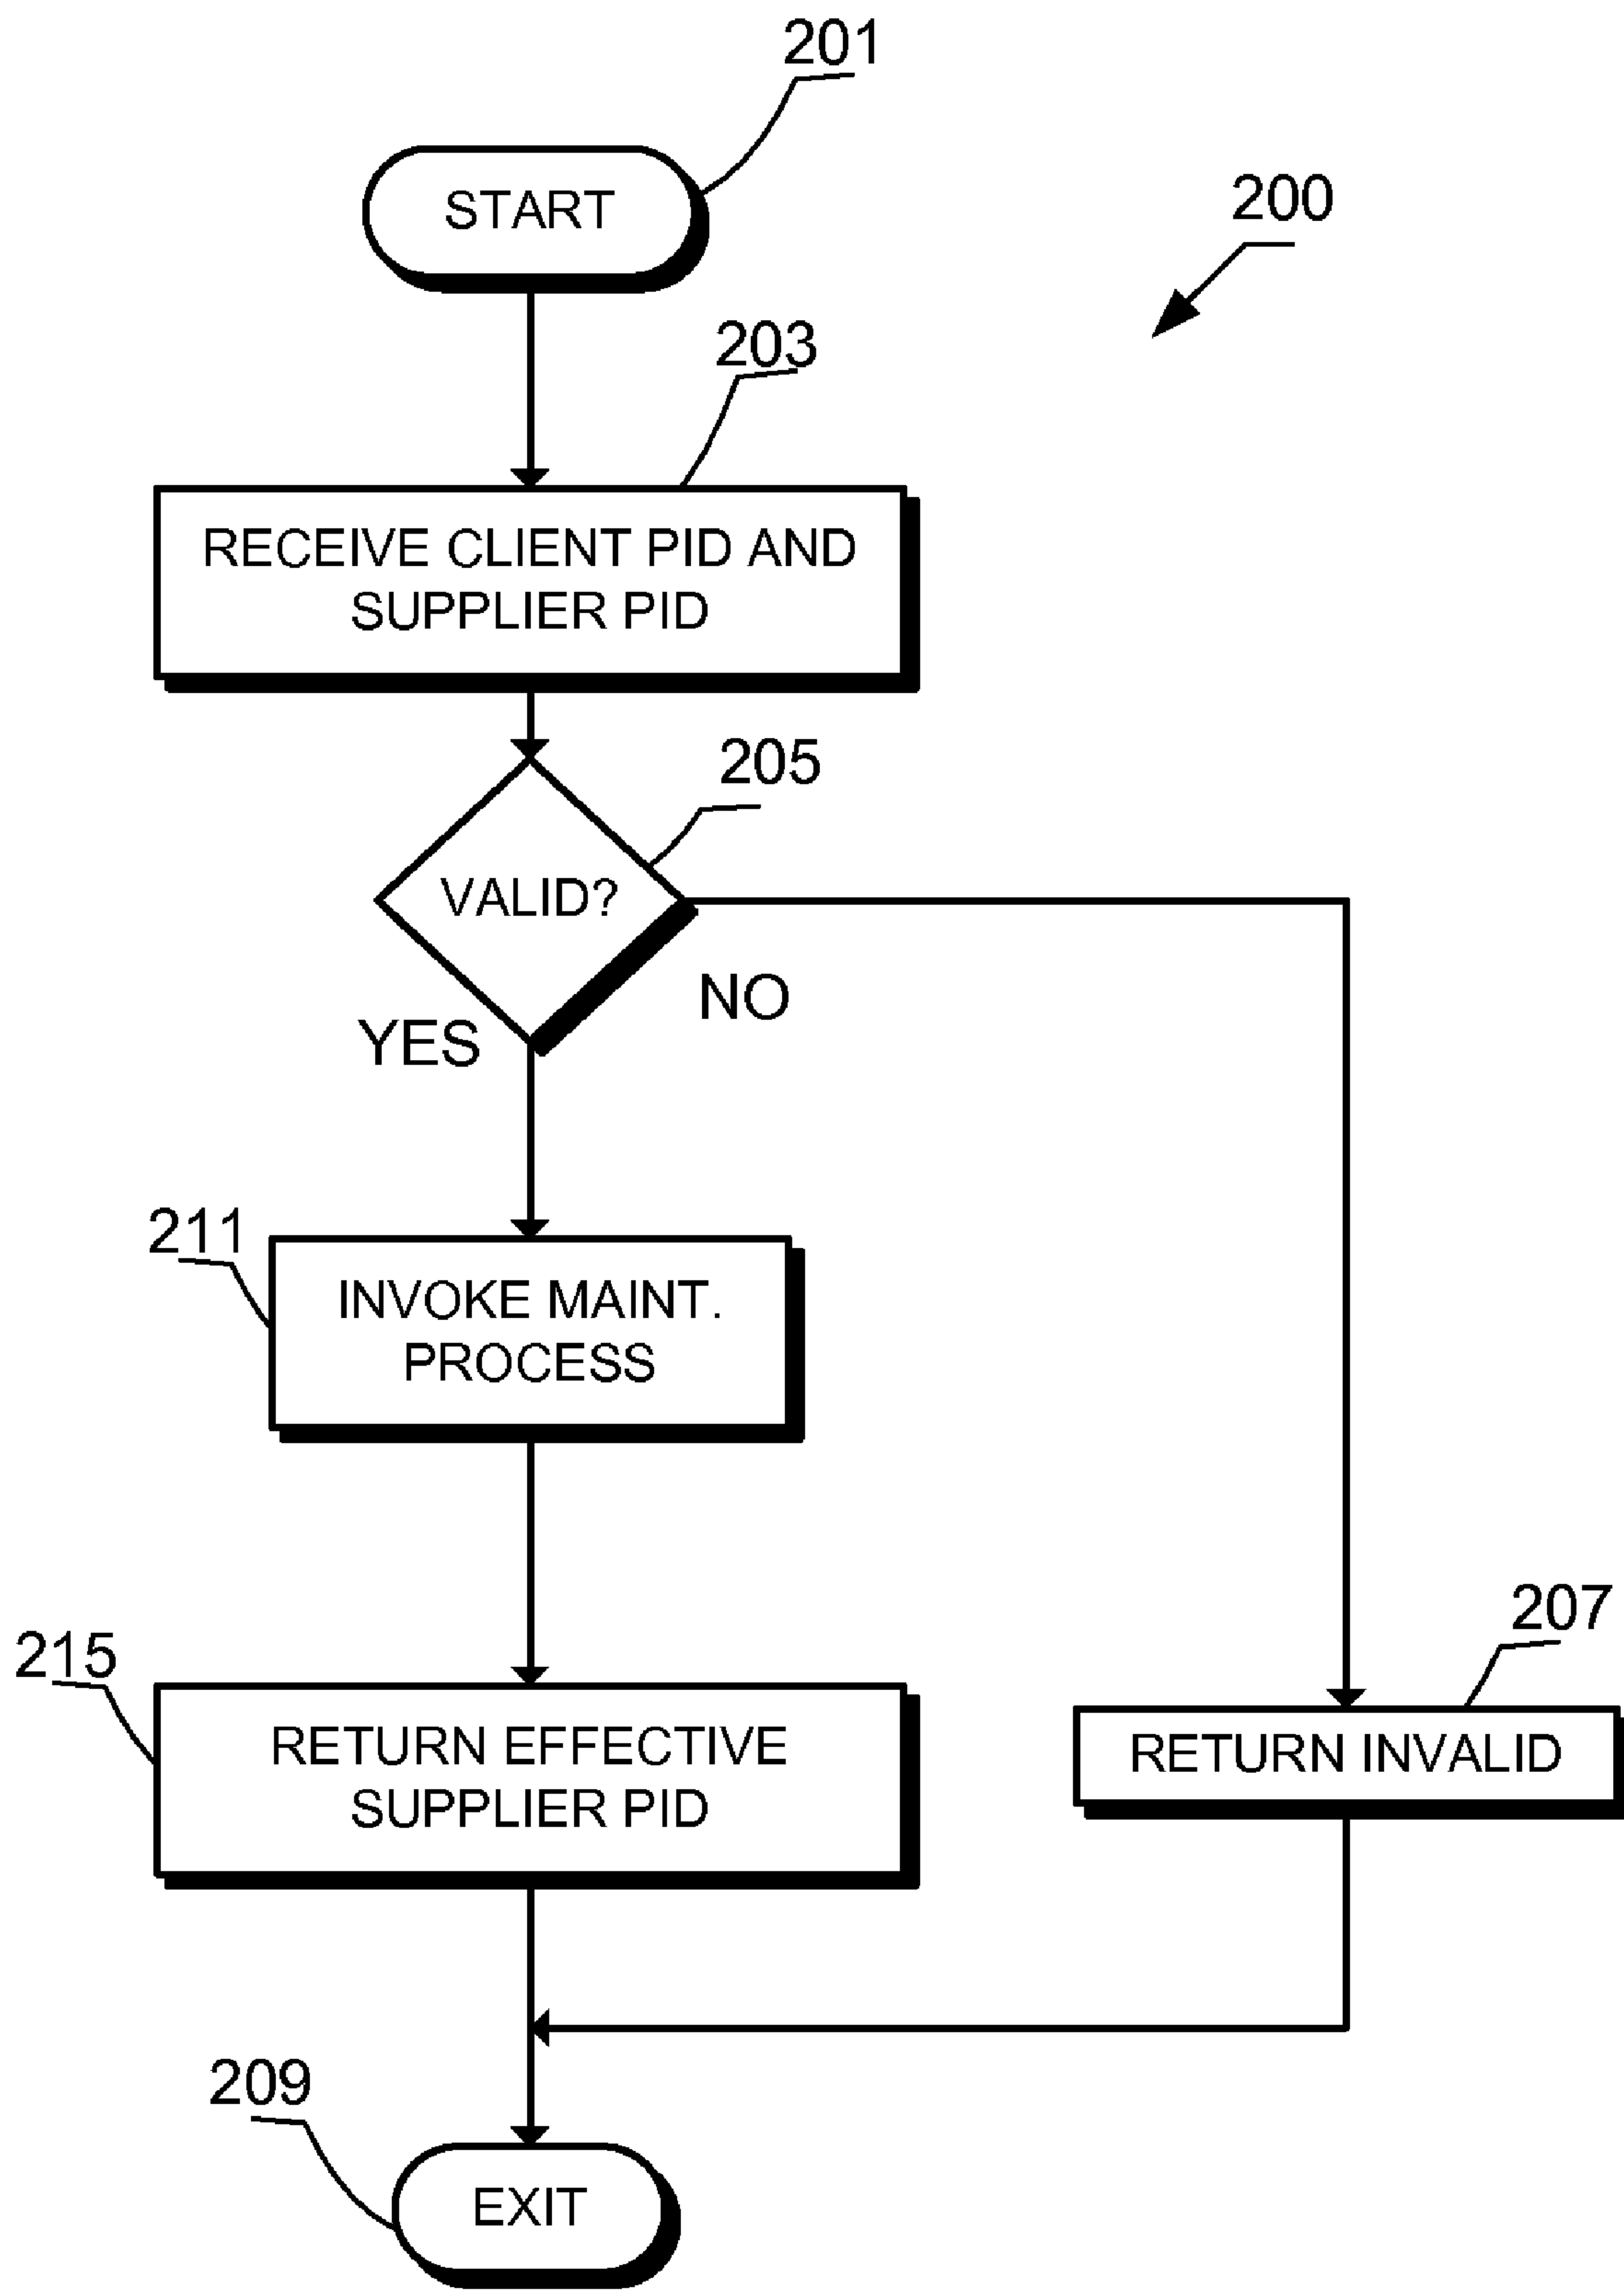 201
START
200
203
RECEIVE CLIENT PID AND
SUPPLIER PID
205
VALID?
NO
YES
211
INVOKE MAINT.
PROCESS
207
215
RETURN EFFECTIVE
SUPPLIER PID
RETURN INVALID
209
EXIT